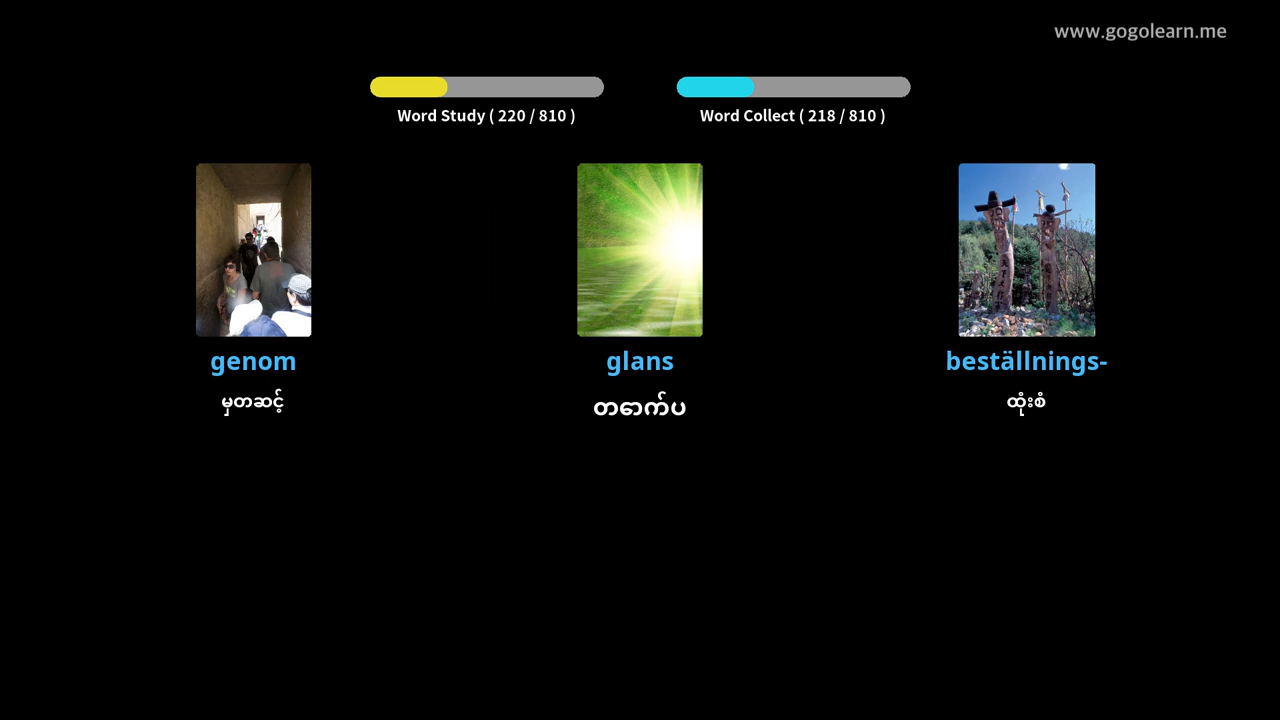 www.gogolearn.me
Word Study ( 220 / 810 )
Word Collect ( 218 / 810 )
genom
glans
beställnings-
မှတဆင့်
တဓောက်ပ
ထုံးစံ